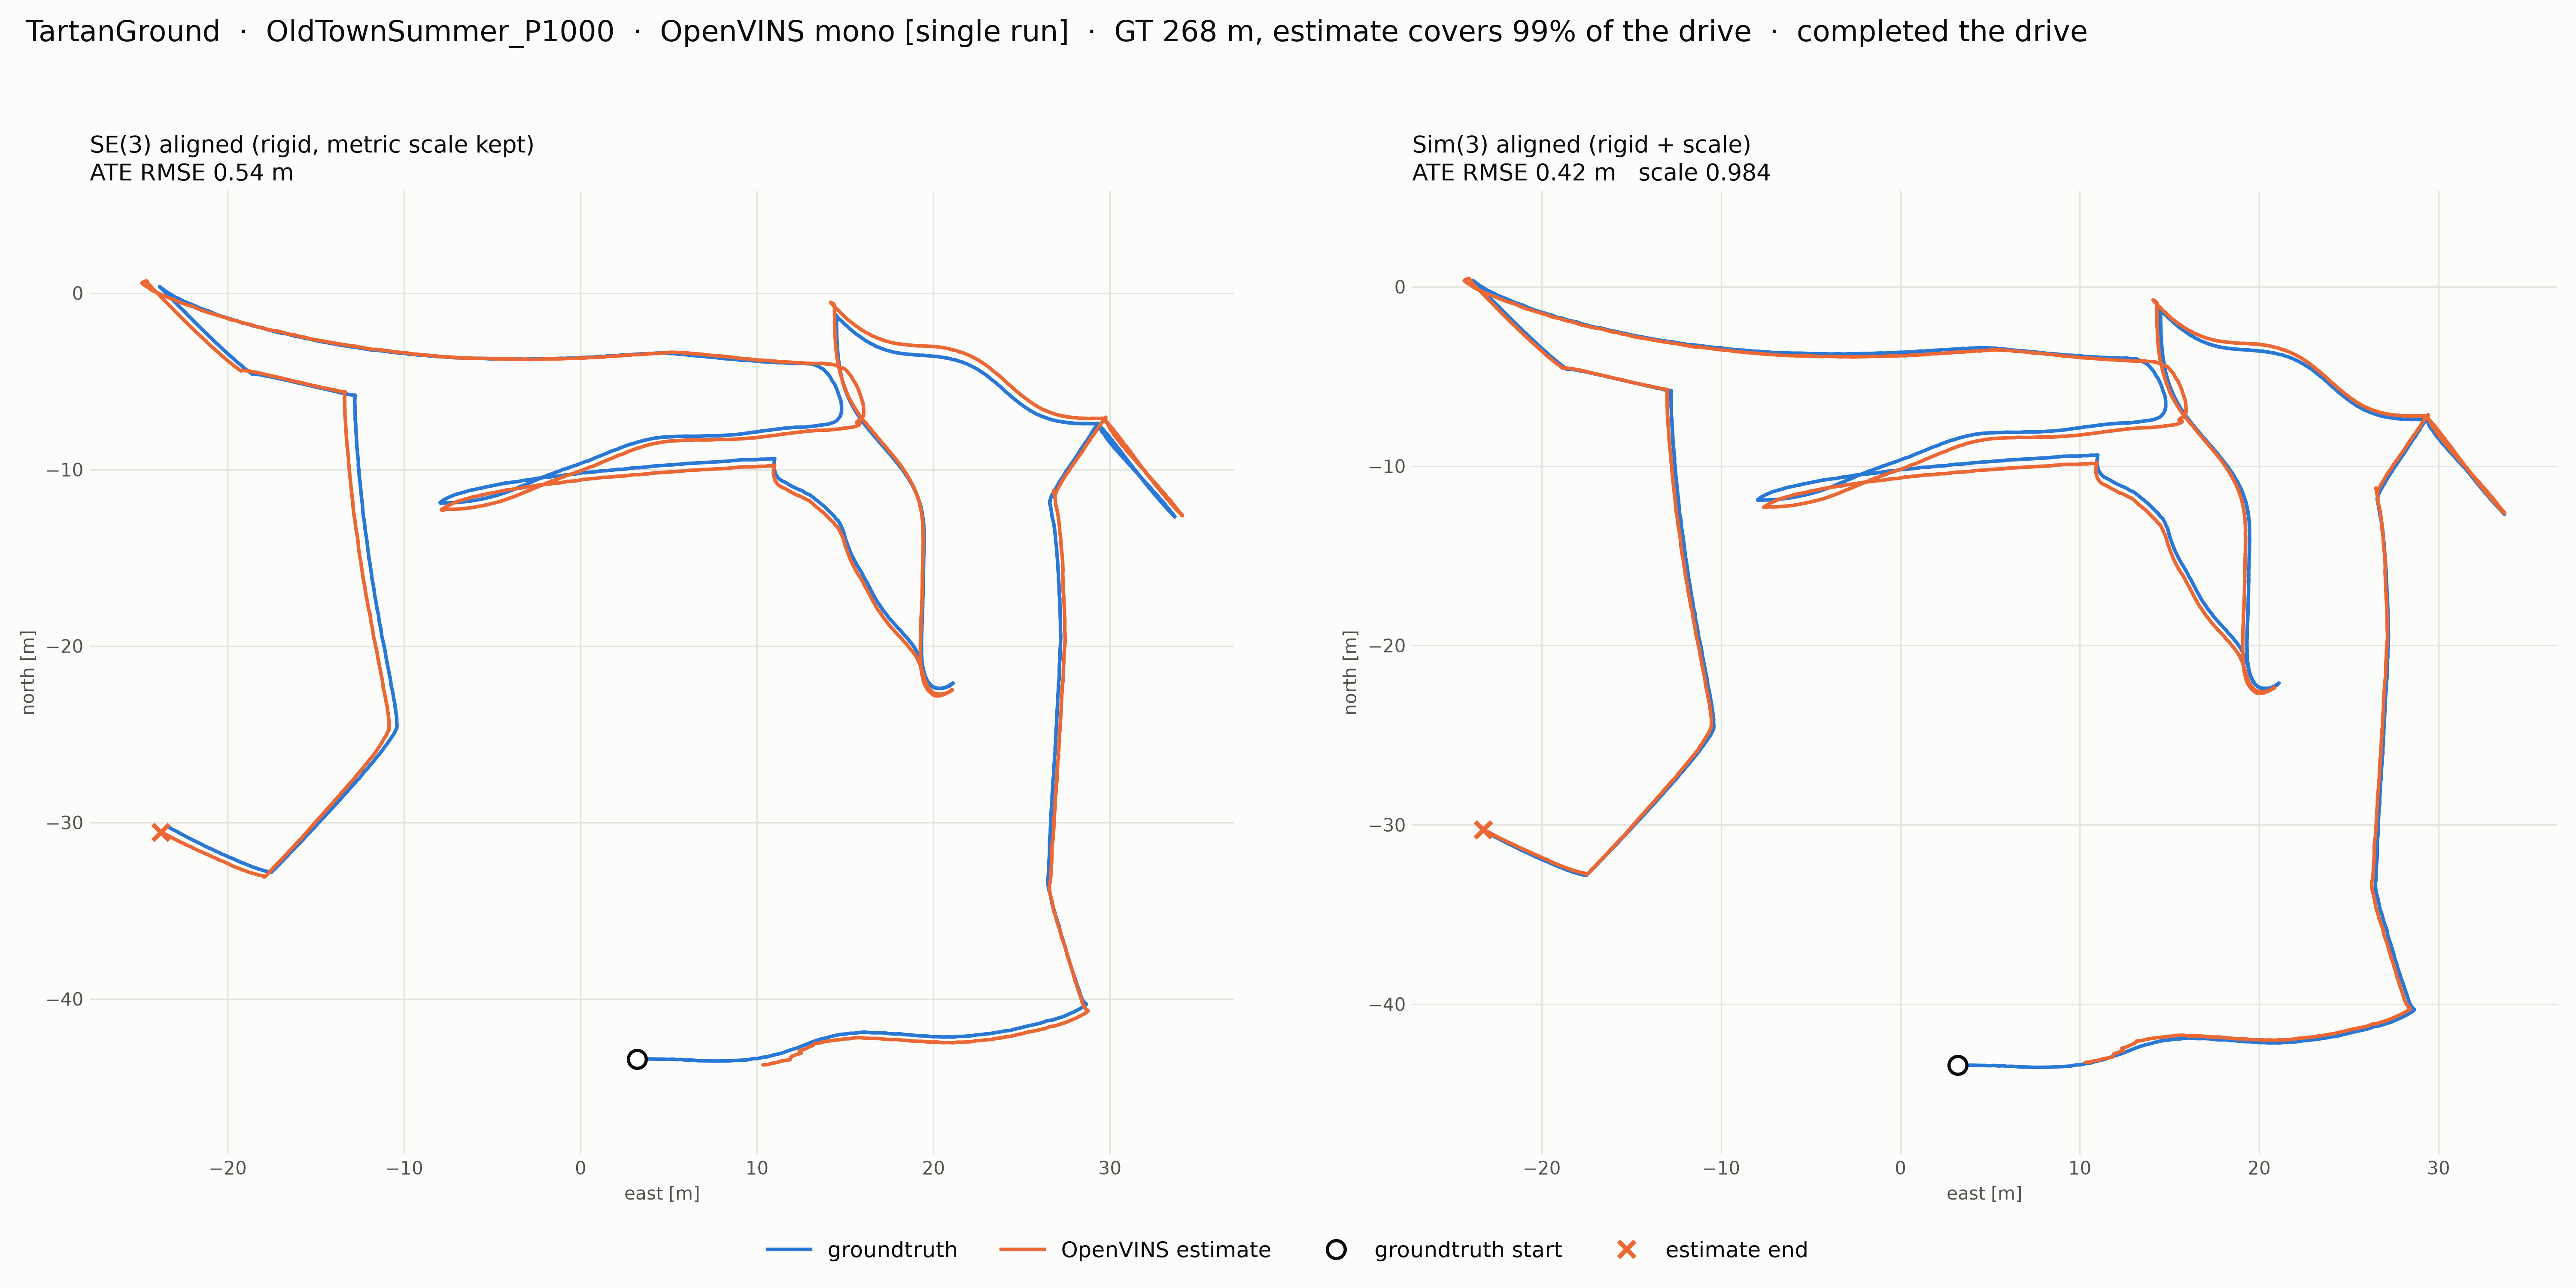 TartanGround · OldTownSummer_P1000 · OpenVINS mono [single run] · GT 268 m, estimate covers 99% of the drive · completed the drive
SE(3) aligned (rigid, metric scale kept)
ATE RMSE 0.54 m
0
−10
−20
−30
−40
north [m]
−20
−10
0
10
20
30
east [m]
Sim(3) aligned (rigid + scale)
ATE RMSE 0.42 m   scale 0.984
0
−10
−20
−30
−40
north [m]
−20
−10
0
10
20
30
east [m]
groundtruth
OpenVINS estimate
groundtruth start
estimate end